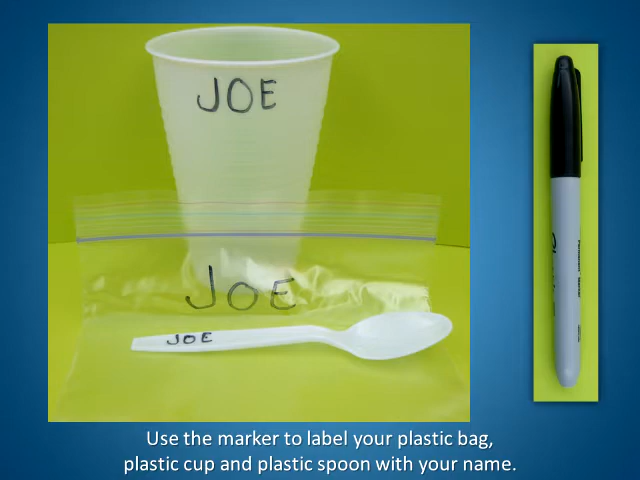 JOE
JOE
JOE
Use the marker to label your plastic bag,
plastic cup and plastic spoon with your name.